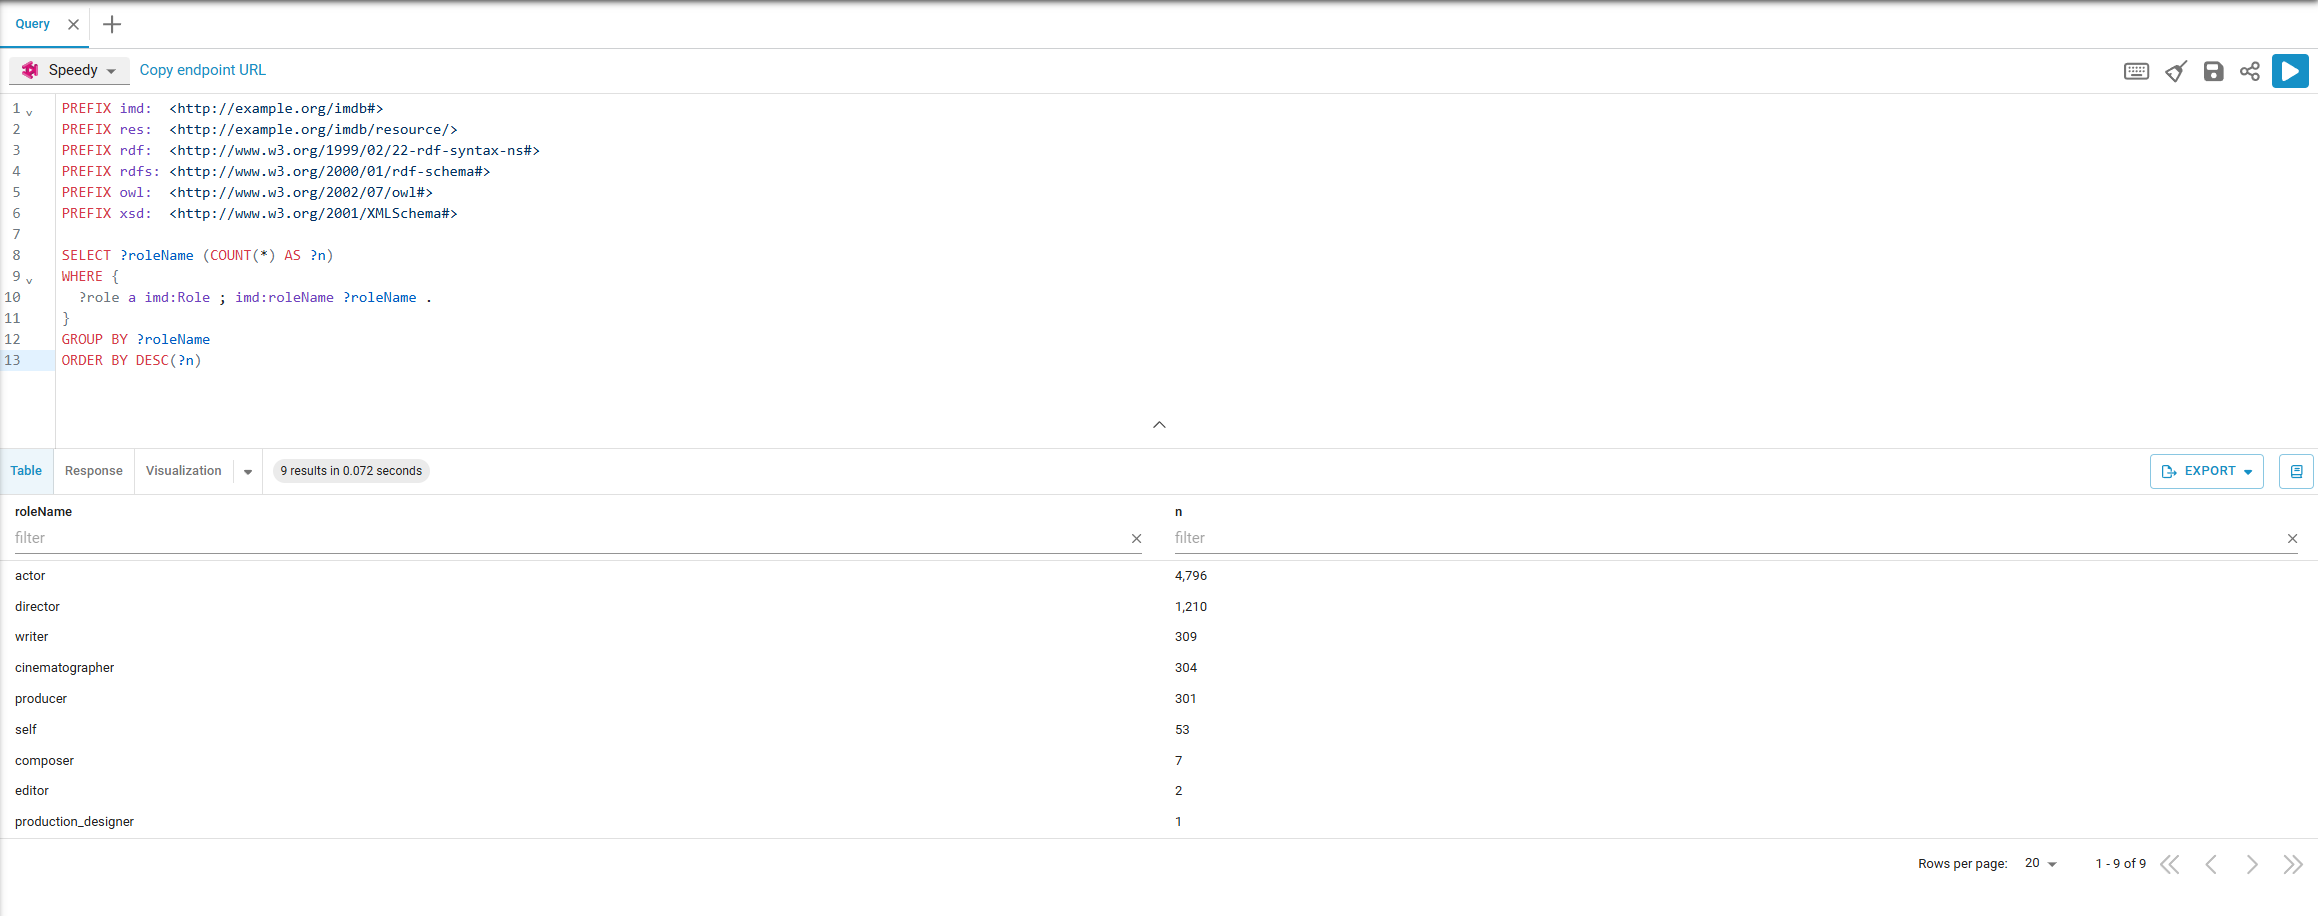 Query
Speedy Copy endpoint URL
1 PREFIX imd: <http://example.org/imdb#>
2 PREFIX res: <http://example.org/imdb/resource/>
3 PREFIX rdf: <http://www.w3.org/1999/02/22-rdf-syntax-ns#>
4 PREFIX rdfs: <http://www.w3.org/2000/01/rdf-schema#>
5 PREFIX owl: <http://www.w3.org/2002/07/owl#>
6 PREFIX xsd: <http://www.w3.org/2001/XMLSchema#>
7
8 SELECT ?roleName (COUNT(*) AS ?n)
9 WHERE {
10 ?role a imd:Role ; imd:roleName ?roleName .
11 }
12 GROUP BY ?roleName
13 ORDER BY DESC(?n)
Table Response Visualization 9 results in 0.072 seconds EXPORT
roleName n
filter filter
actor 4,796
director 1,210
writer 309
cinematographer 304
producer 301
self 53
composer 7
editor 2
production_designer 1
Rows per page: 20 1 - 9 of 9